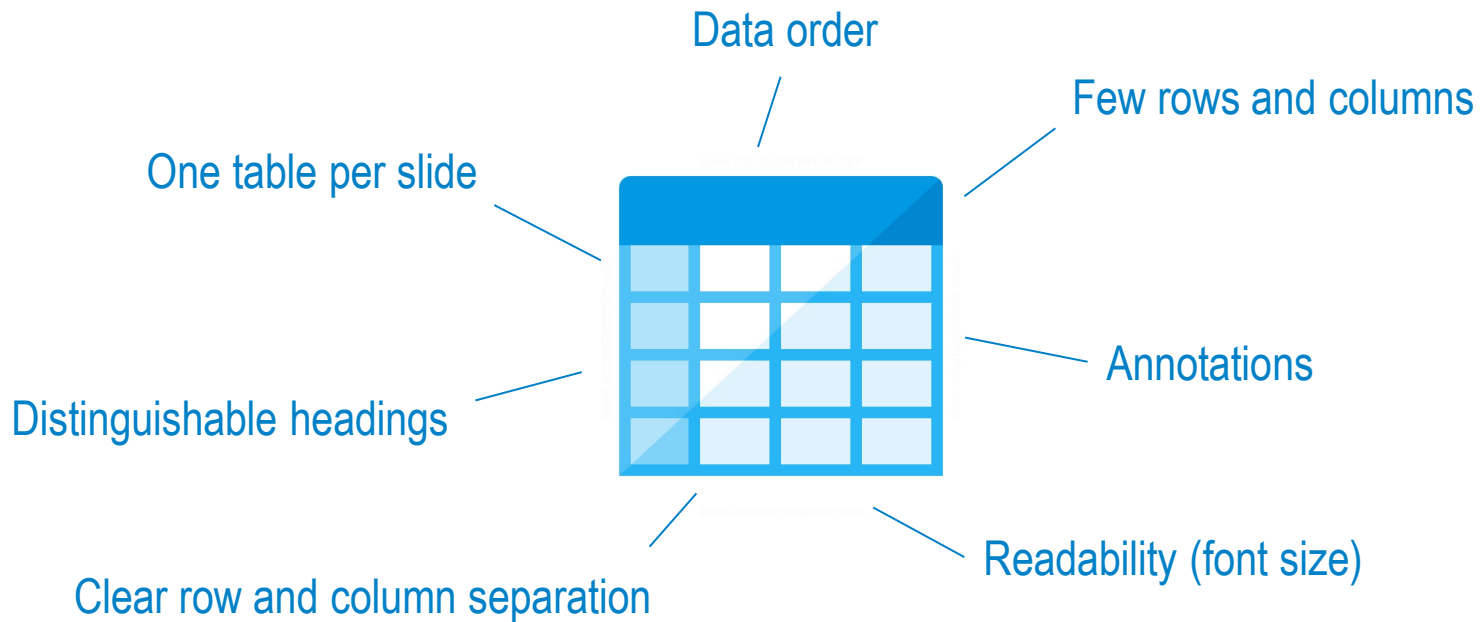 Data order
Few rows and columns
One table per slide
Annotations
Distinguishable headings
Readability (font size)
Clear row and column separation